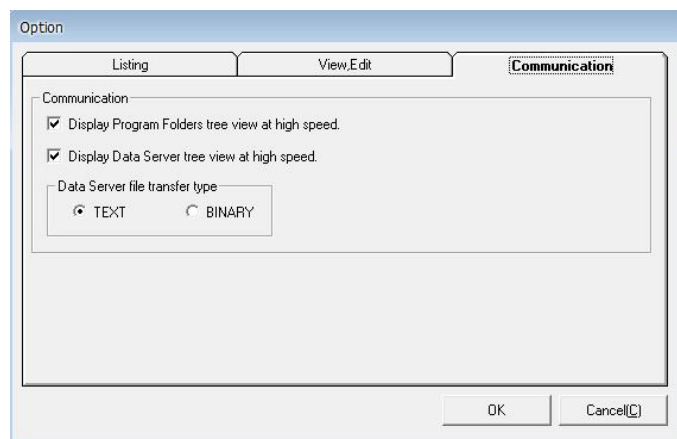 Option
Listing View,Edit Communication
Communication
Display Program Folders tree view at high speed.
Display Data Server tree view at high speed.
Data Server file transfer type
TEXT BINARY
OK Cancel(C)